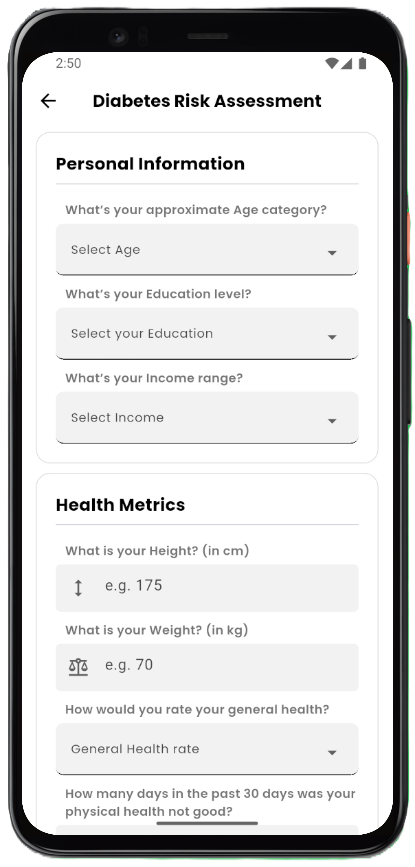 2:50
Diabetes Risk Assessment
Personal Information
What's your approximate Age category?
Select Age
What's your Education level?
Select your Education
What's your Income range?
Select Income
Health Metrics
What is your Height? (in cm)
e.g. 175
What is your Weight? (in kg)
e.g. 70
How would you rate your general health?
General Health rate
How many days in the past 30 days was your
physical health not good?